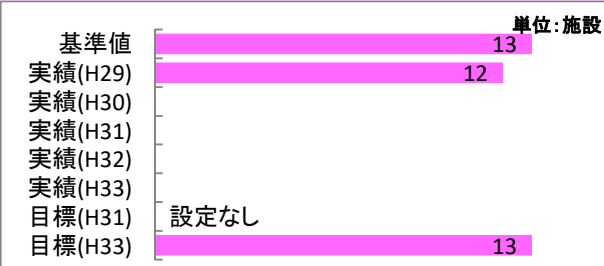 単位:施設
基準値 13
実績(H29) 12
実績(H30)
実績(H31)
実績(H32)
実績(H33)
目標(H31) 設定なし
目標(H33) 13